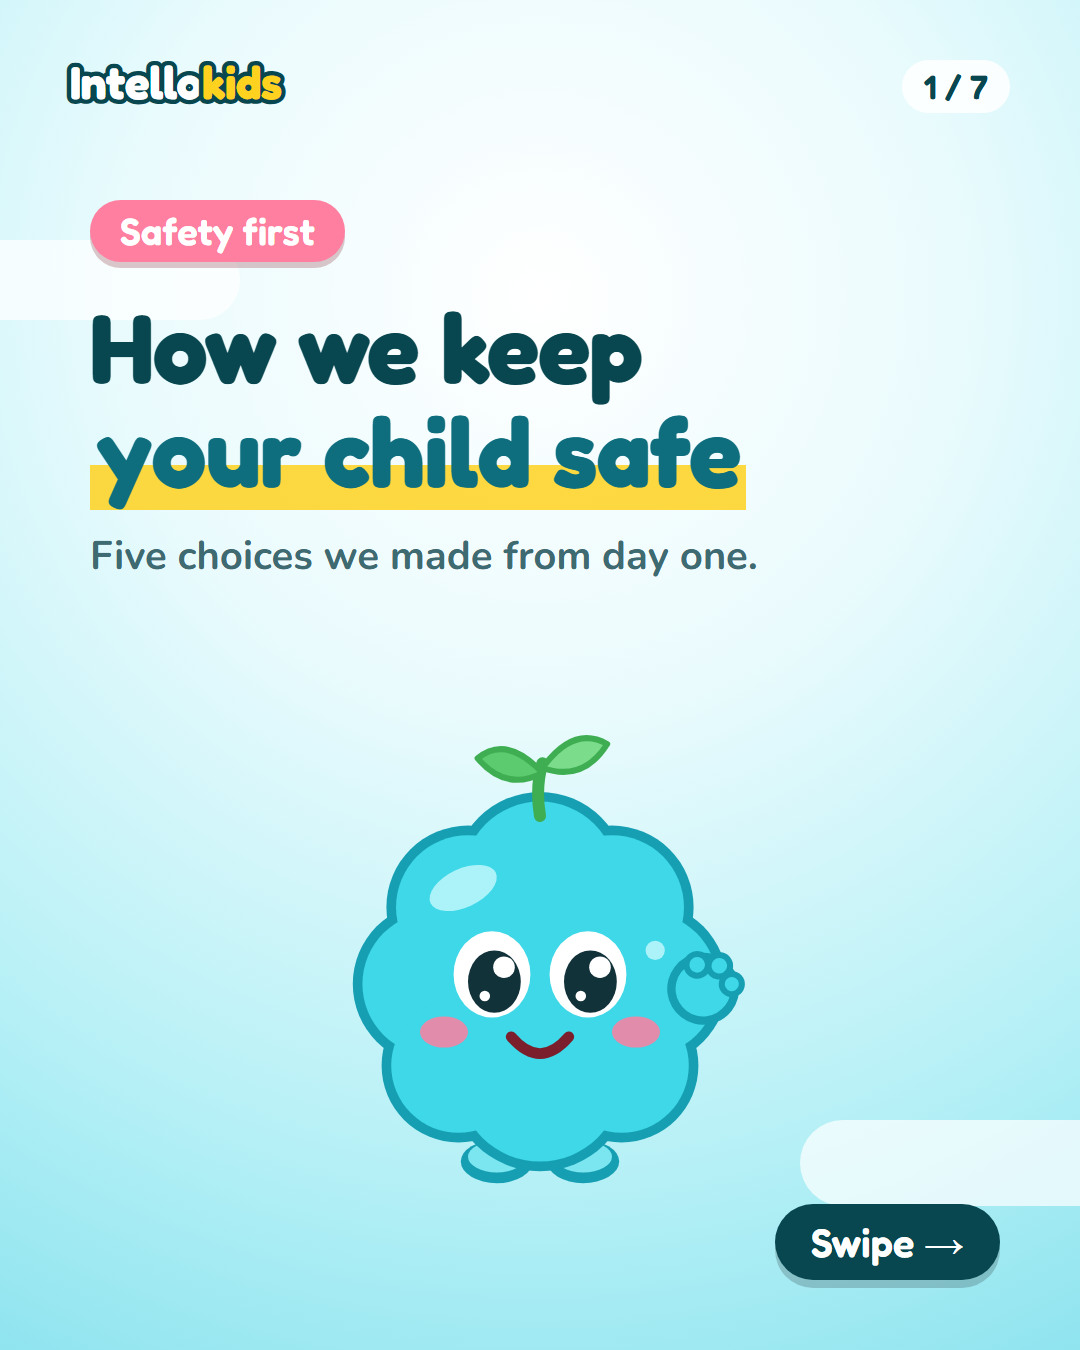 Intellokids
1 / 7
Safety first
How we keep
your child safe
Five choices we made from day one.
Swipe →